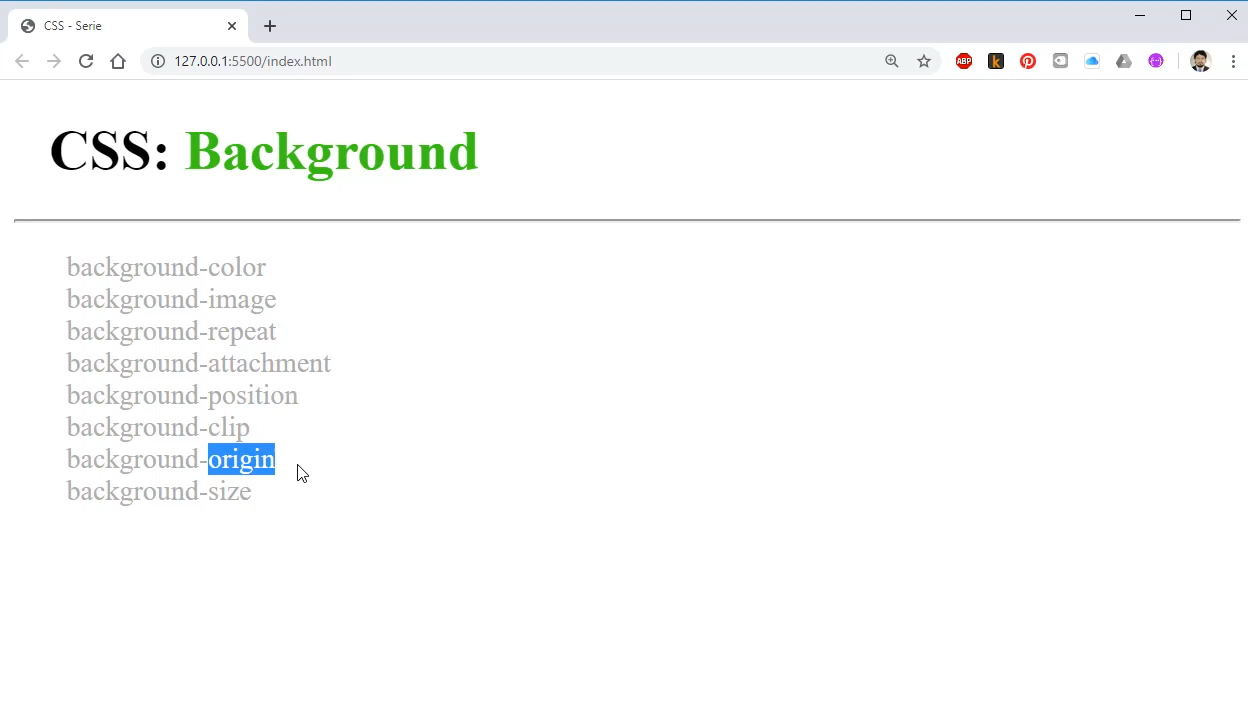 CSS - Serie
127.0.0.1:5500/index.html
ABP
k
CSS: Background
background-color
background-image
background-repeat
background-attachment
background-position
background-clip
background-origin
background-size